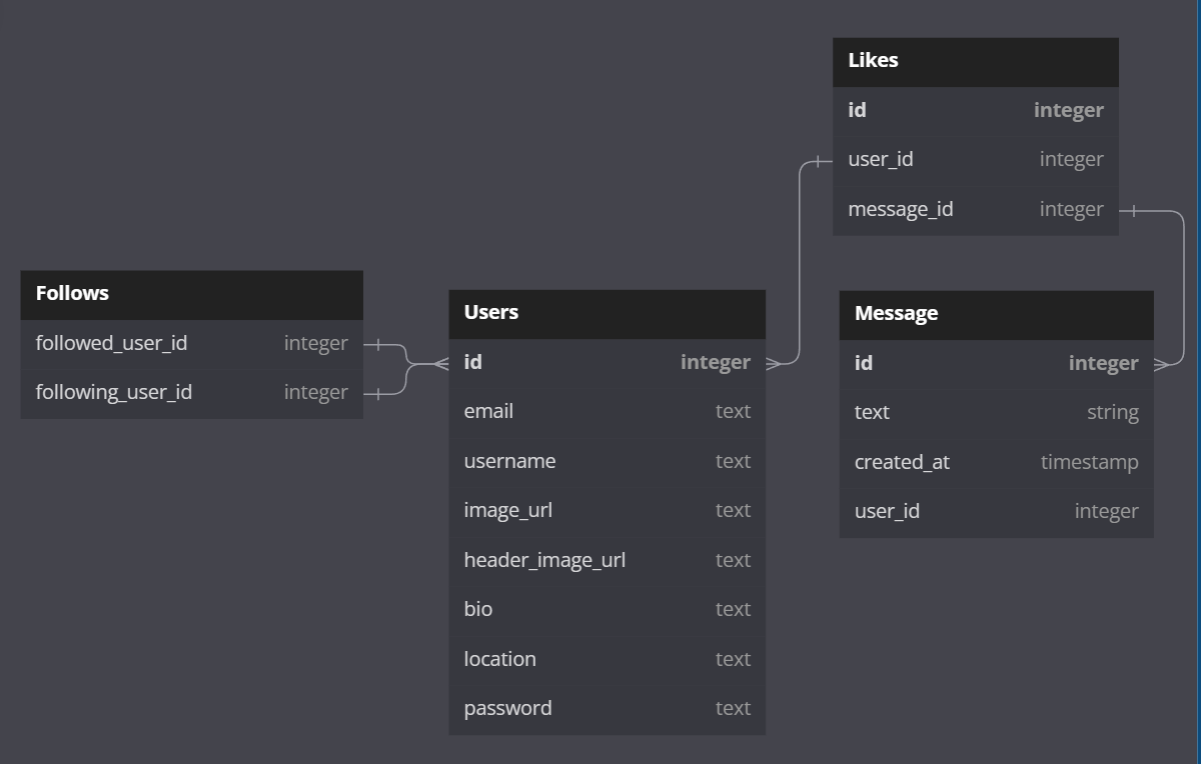 Likes
id integer
user_id integer
message_id integer
Follows
followed_user_id integer
following_user_id integer
Users
id integer
email text
username text
image_url text
header_image_url text
bio text
location text
password text
Message
id integer
text string
created_at timestamp
user_id integer